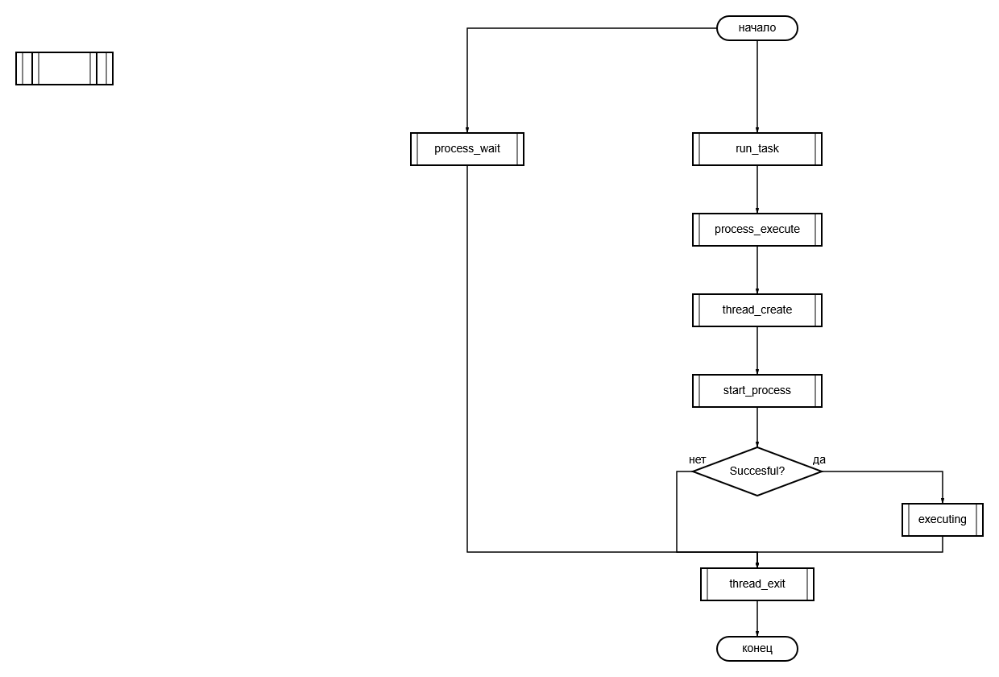 начало
process_wait
run_task
process_execute
thread_create
start_process
нет
да
Succesful?
executing
thread_exit
конец